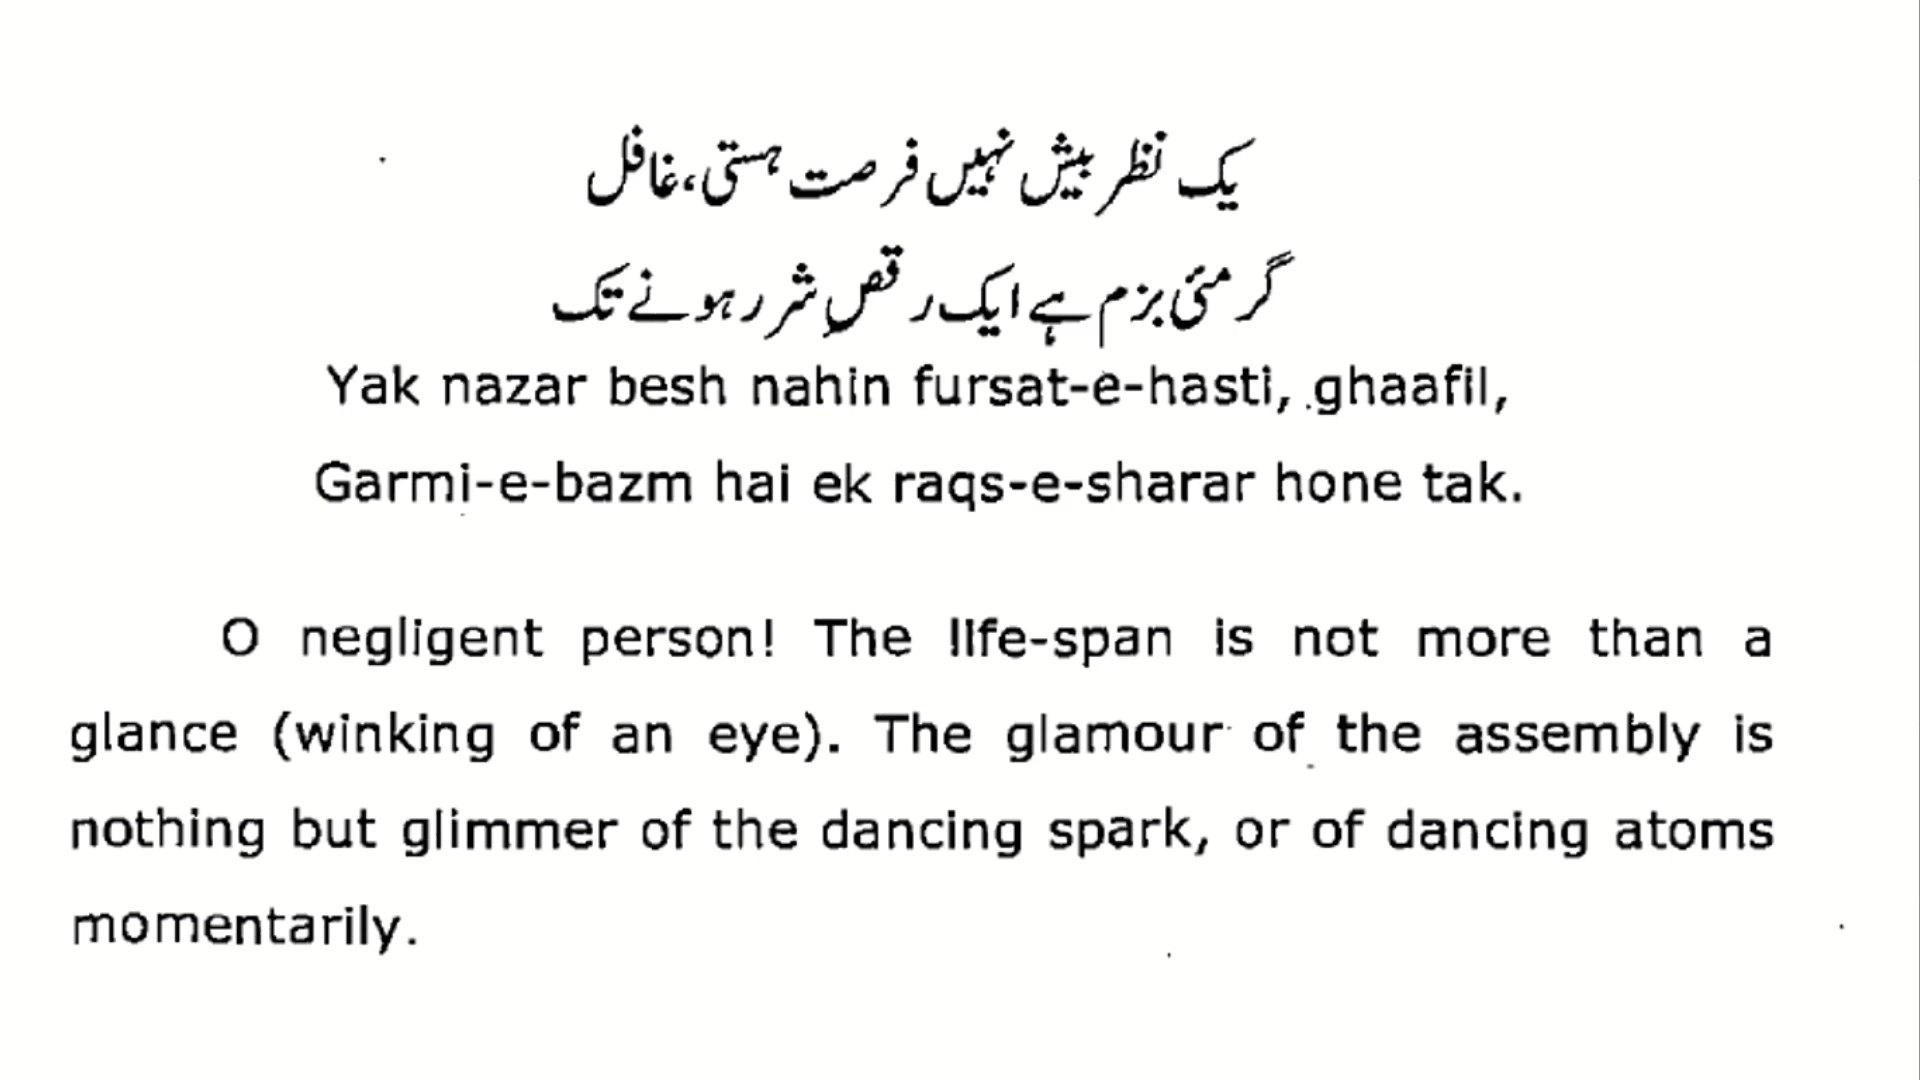 یک نظر بیش نہیں فرصت ہستی، غافل
گرمئی بزم ہے ایک رقصِ شرر ہونے تک
Yak nazar besh nahin fursat-e-hasti, ghaafil,
Garmi-e-bazm hai ek raqs-e-sharar hone tak.
O negligent person! The life-span is not more than a
glance (winking of an eye). The glamour of the assembly is
nothing but glimmer of the dancing spark, or of dancing atoms
momentarily.